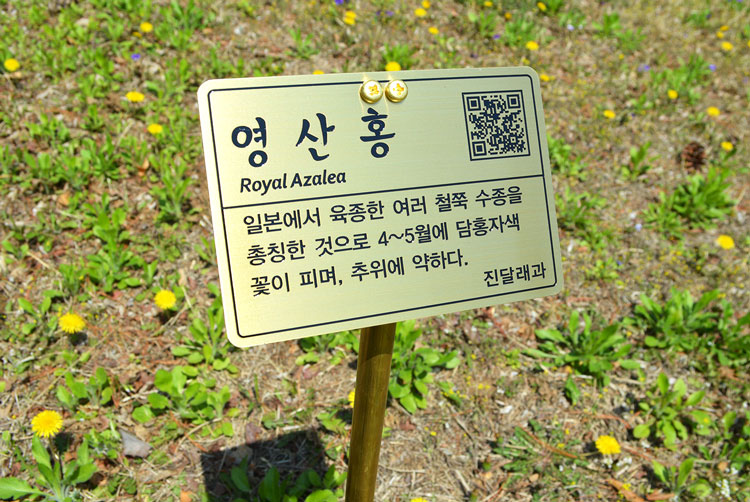 영산홍
Royal Azalea
일본에서 육종한 여러 철쭉 수종을
총칭한 것으로 4~5월에 담홍자색
꽃이 피며, 추위에 약하다.
진달래과